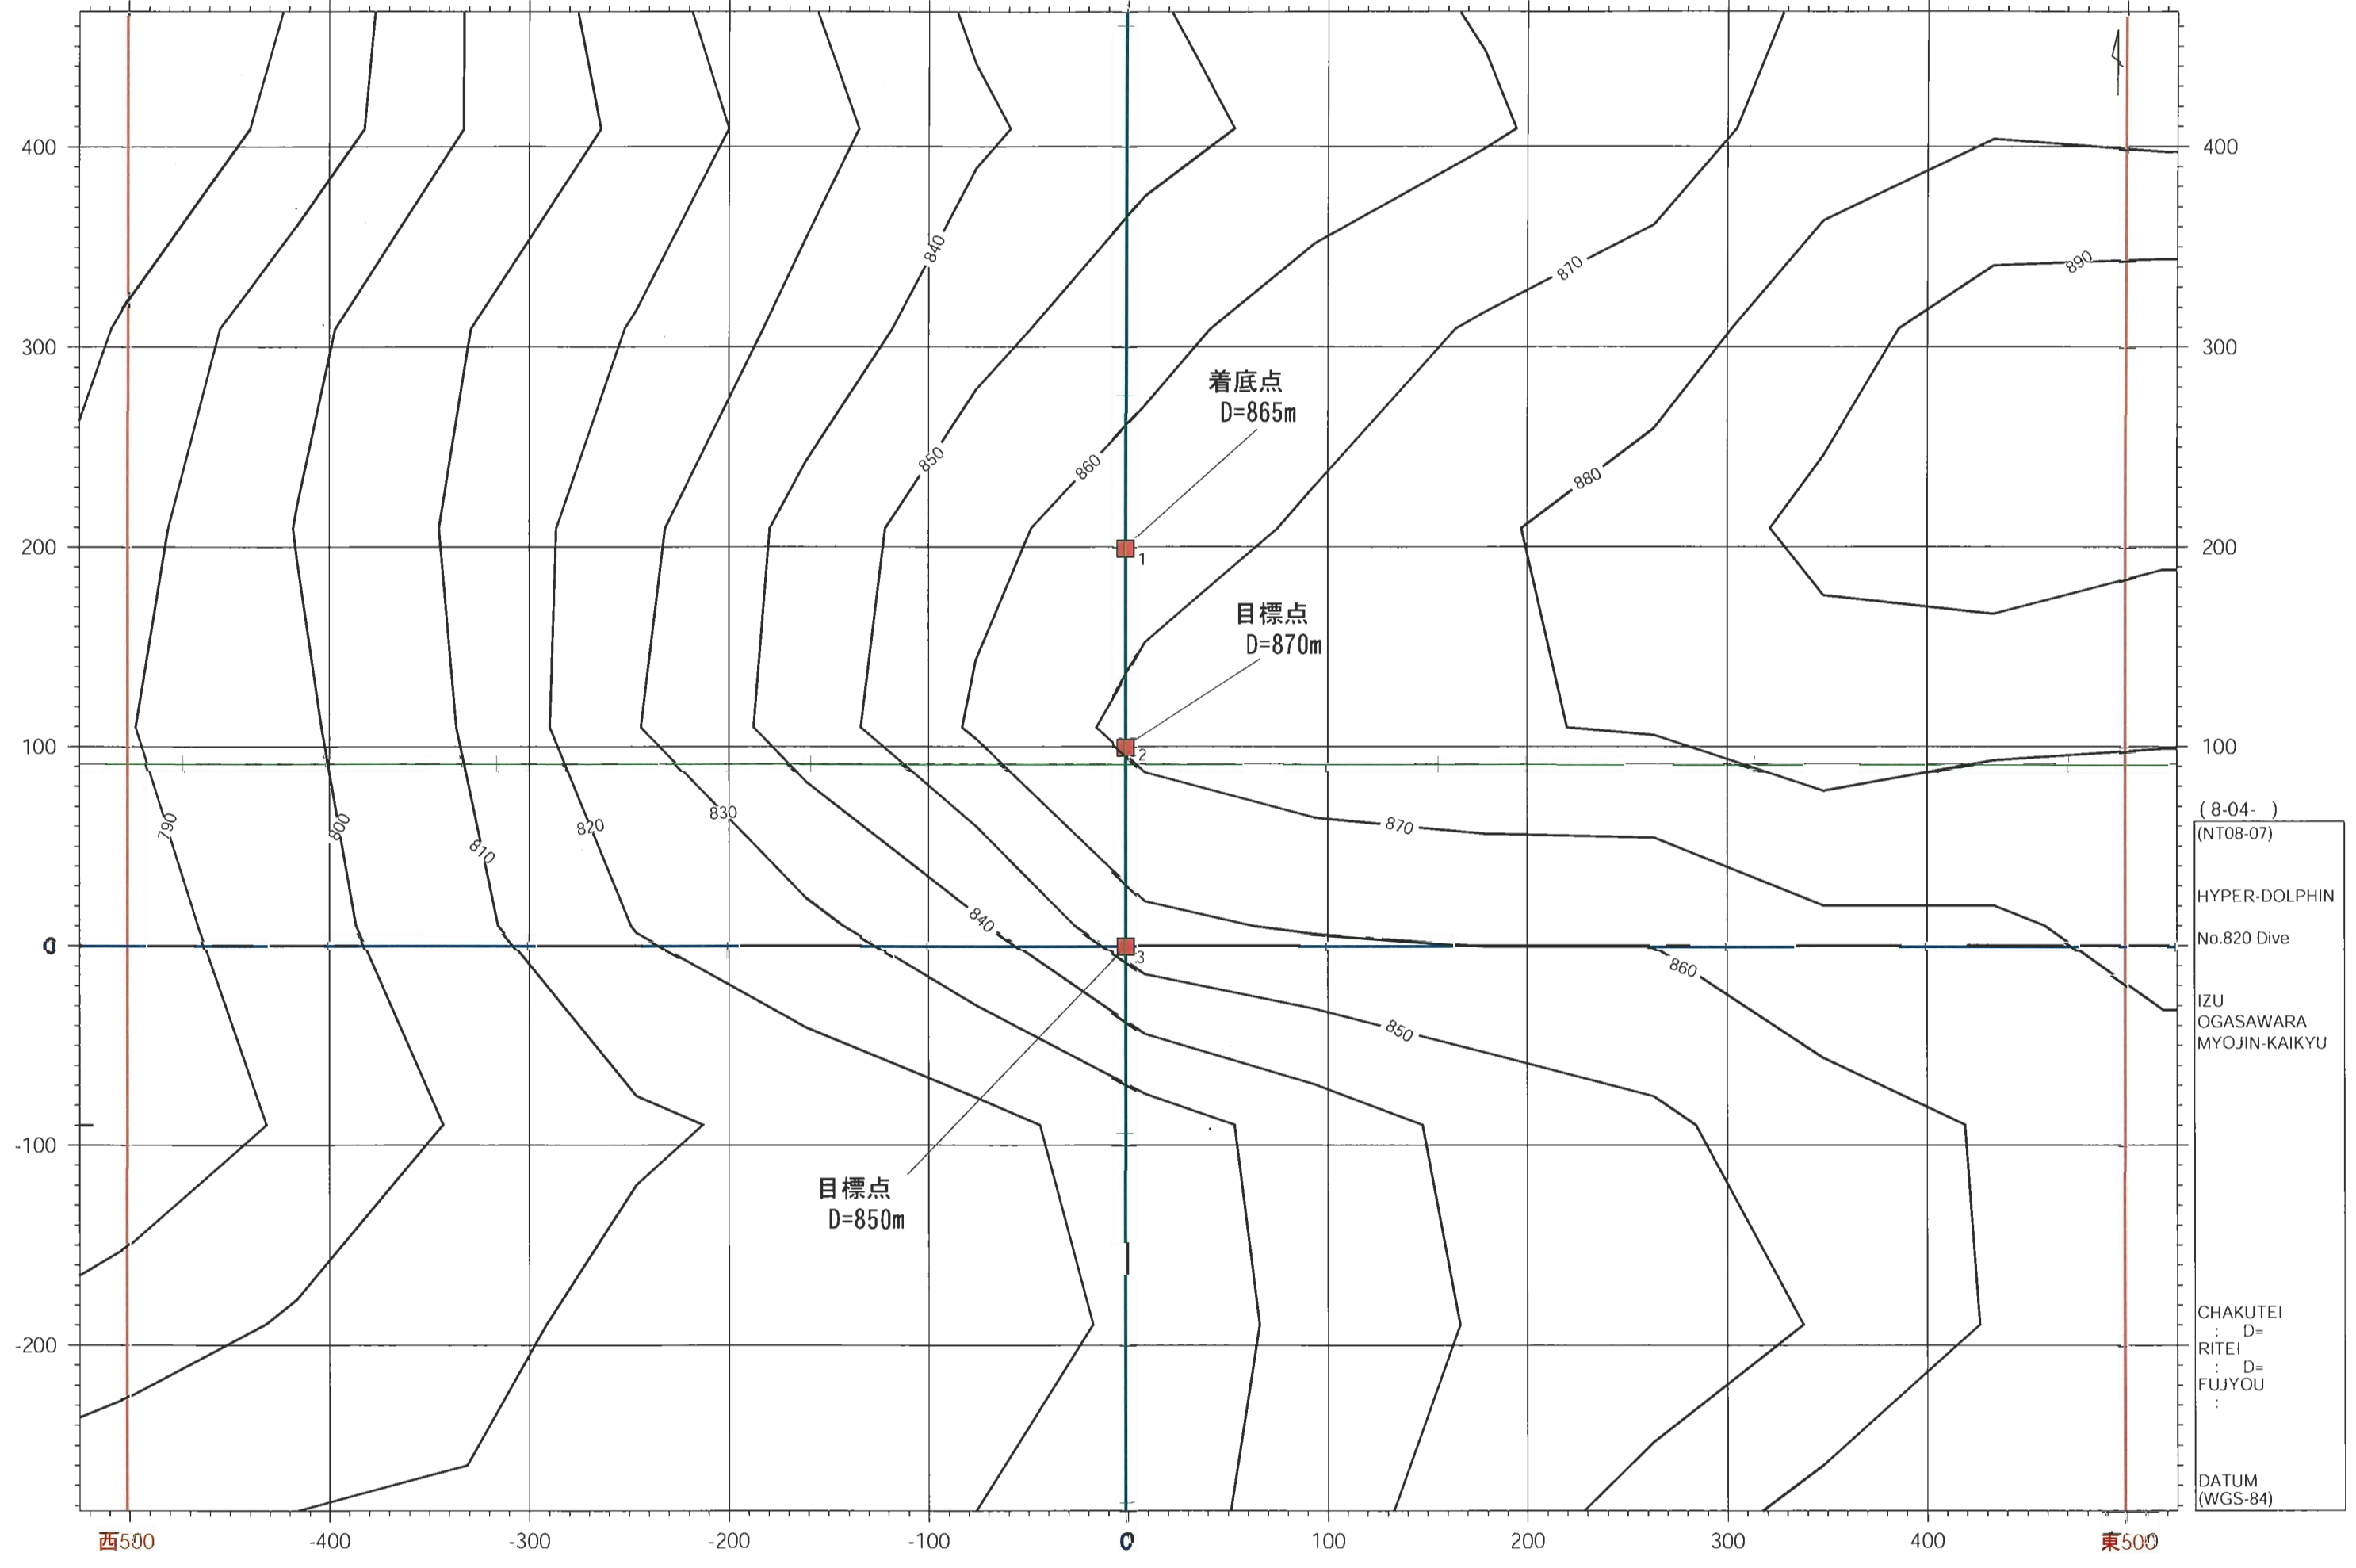 840
870
890
400
400
300
300
着底点
D=865m
850
860
880
200
200
1
目標点
D=870m
100
100
2
790
800
810
820
830
870
840
(8-04- )
(NT08-07)
HYPER-DOLPHIN
No.820 Dive
IZU
OGASAWARA
MYOJIN-KAIKYU
0
3
860
850
-100
目標点
D=850m
-200
CHAKUTEI
: D=
RITEI
: D=
FUJYOU
:
DATUM
(WGS-84)
西500 -400 -300 -200 -100 0 100 200 300 400 東500